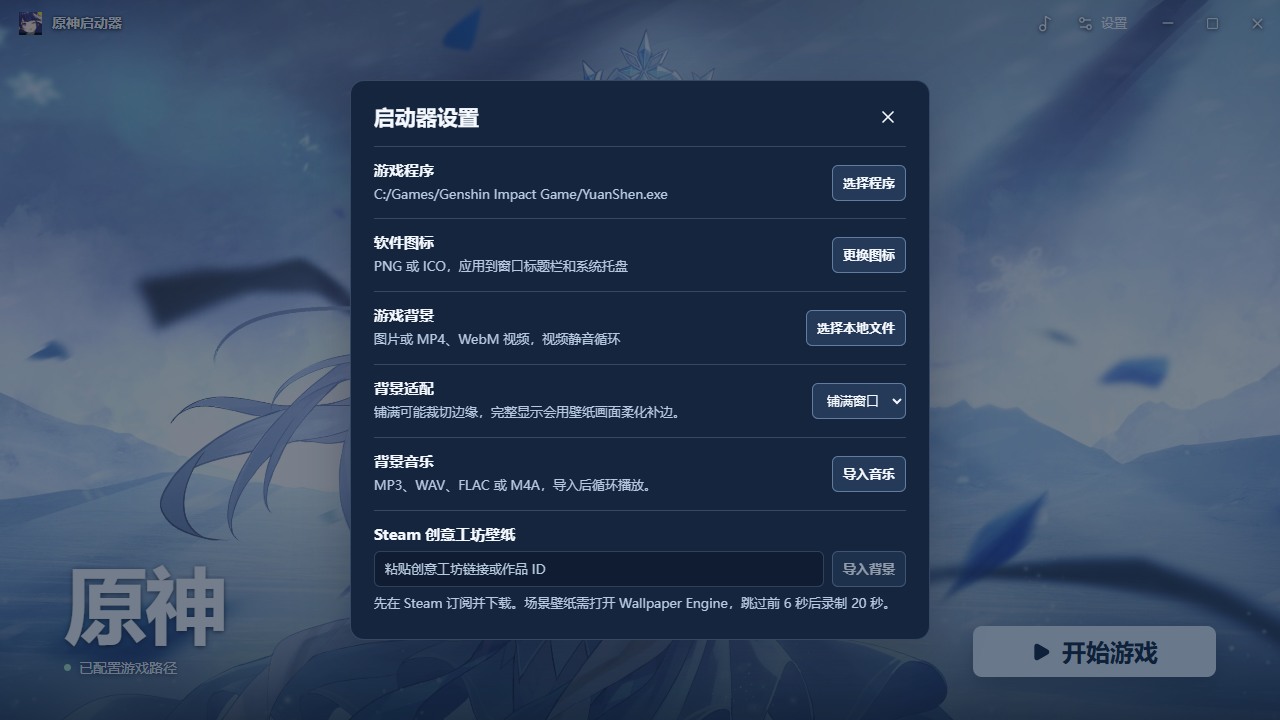 原神启动器
设置
启动器设置
游戏程序
C:/Games/Genshin Impact Game/YuanShen.exe
选择程序
软件图标
PNG 或 ICO，应用到窗口标题栏和系统托盘
更换图标
游戏背景
图片或 MP4、WebM 视频，视频静音循环
选择本地文件
背景适配
铺满可能裁切边缘，完整显示会用壁纸画面柔化补边。
铺满窗口
背景音乐
MP3、WAV、FLAC 或 M4A，导入后循环播放。
导入音乐
Steam 创意工坊壁纸
粘贴创意工坊链接或作品 ID
导入背景
先在 Steam 订阅并下载。场景壁纸需打开 Wallpaper Engine，跳过前 6 秒后录制 20 秒。
原神
已配置游戏路径
开始游戏